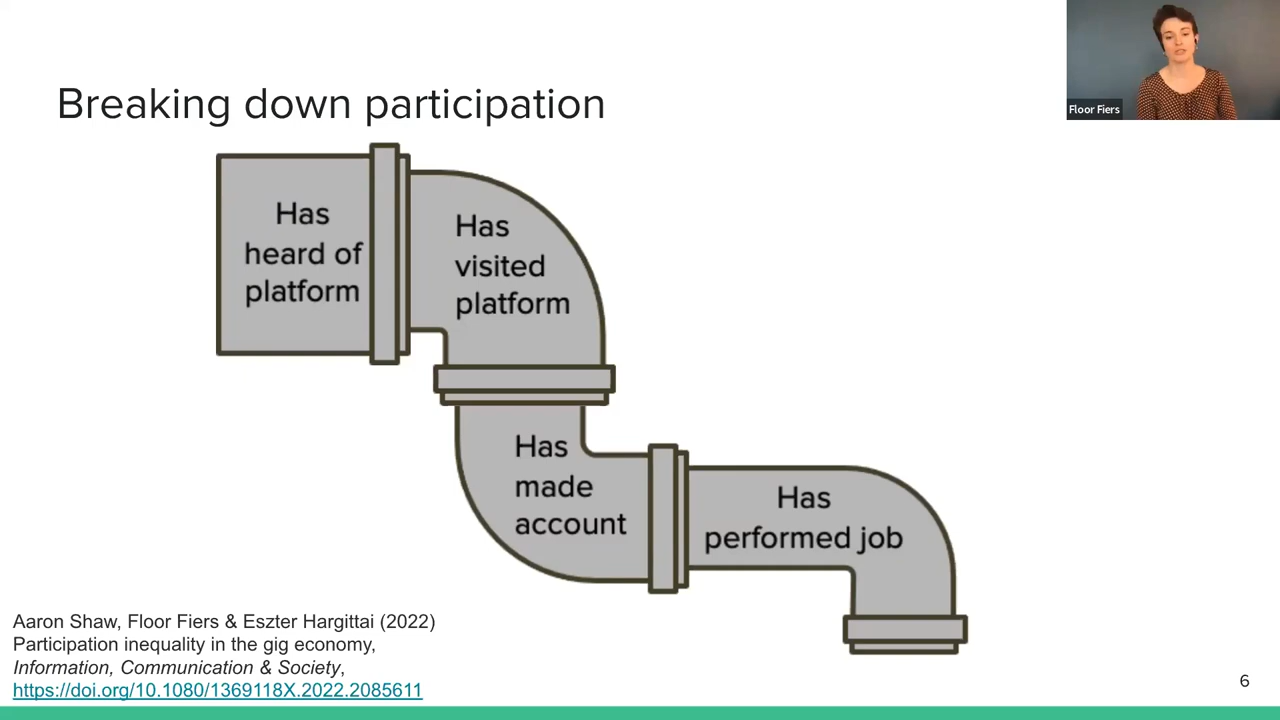 Breaking down participation
Floor Fiers
Has
heard of
platform
Has
visited
platform
Has
made
account
Has
performed job
Aaron Shaw, Floor Fiers & Eszter Hargittai (2022)
Participation inequality in the gig economy,
Information, Communication & Society,
https://doi.org/10.1080/1369118X.2022.2085611
6